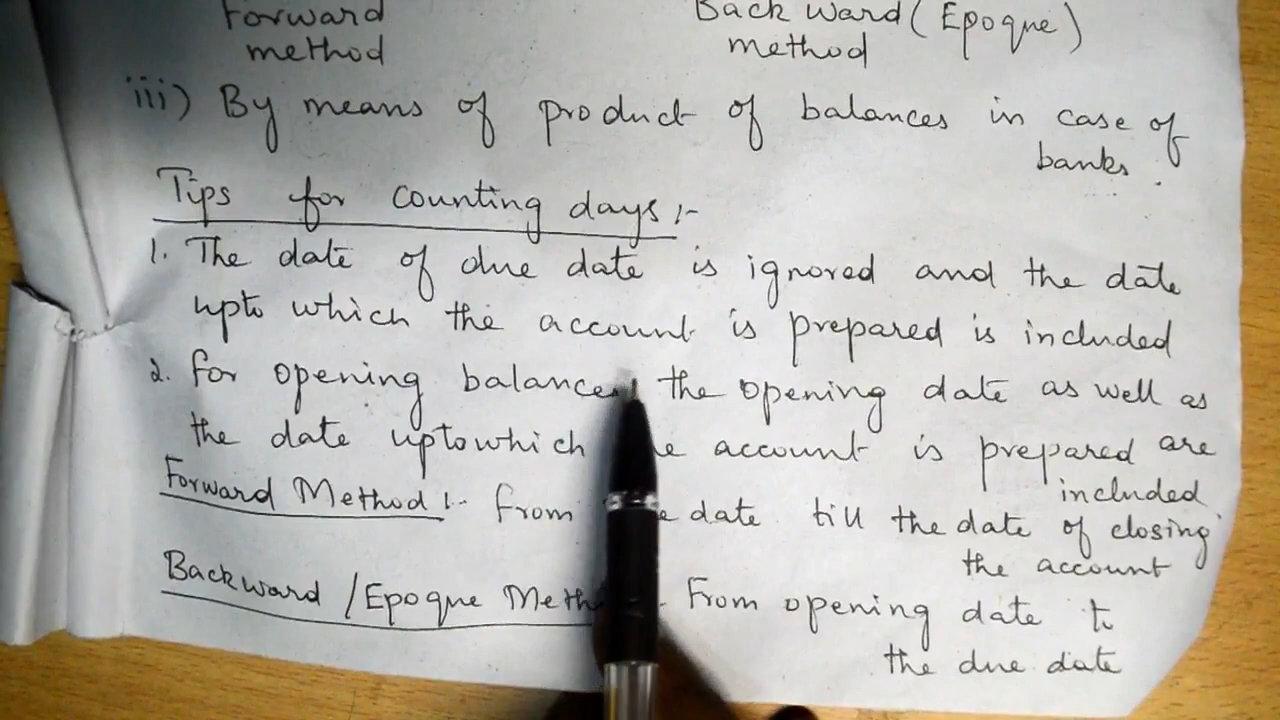 Forward Back Ward (Epoque)
method method
iii) By means of product of balances in case of
banks.
Tips for counting days :-
1. The date of due date is ignored and the date
upto which the account is prepared is included
2. For opening balance the opening date as well as
the date upto which account is prepared are
included
Forward Method :- From date till the date of closing
the account
Backward / Epoque From opening date to
the due date